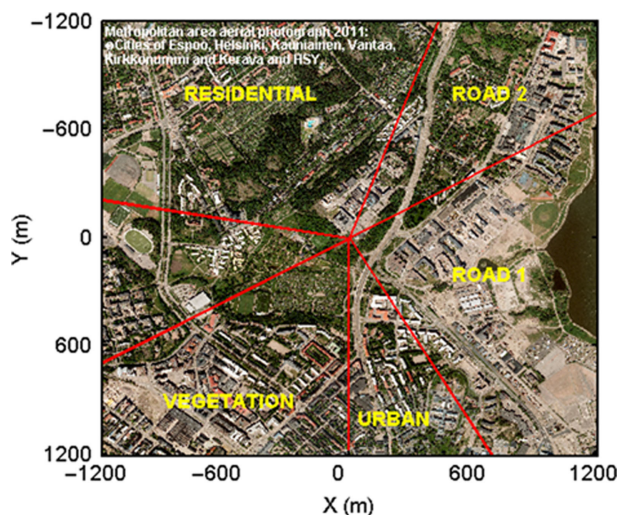 -1200
-600
0
600
1200
Y (m)
Metropolitan area aerial photograph 2011:
©Cities of Espoo, Helsinki, Kauniainen, Vantaa,
Kirkkonummi and Kerava and HSY.
RESIDENTIAL
ROAD 2
ROAD 1
VEGETATION
URBAN
-1200
-600
0
600
1200
X (m)